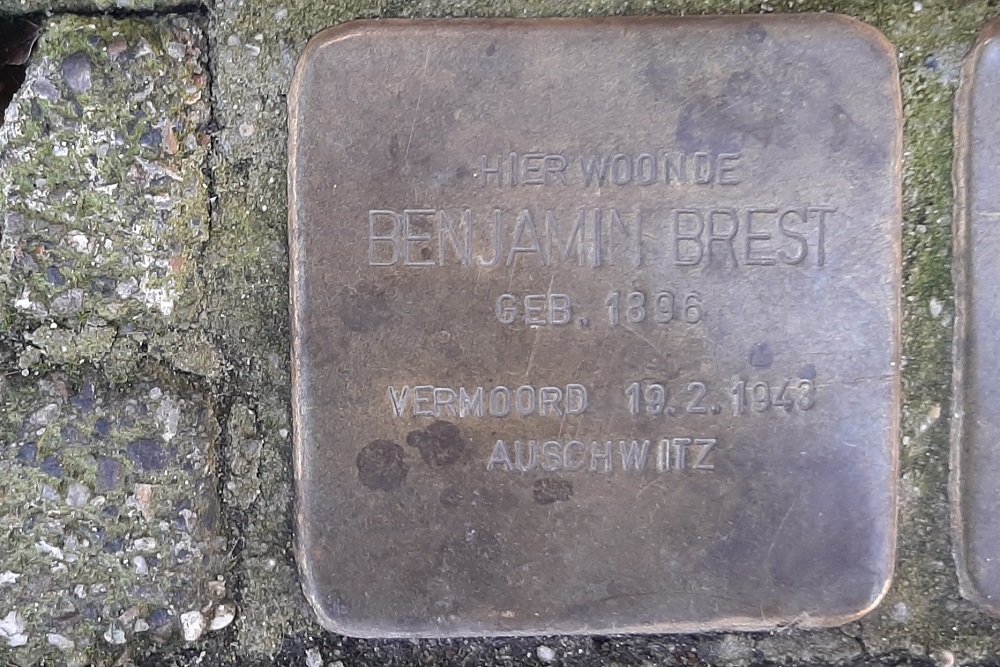 HIER WOONDE
BENJAMIN BREST
GEB. 1896
VERMOORD 19.2.1943
AUSCHWITZ